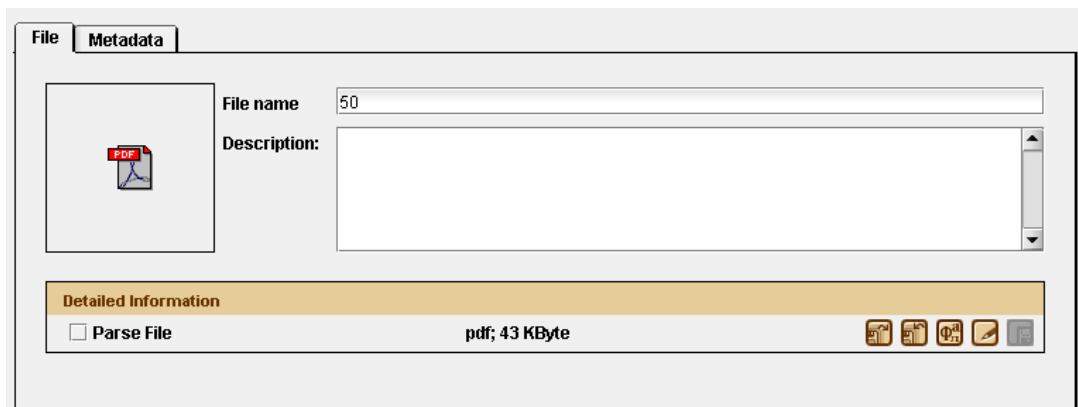 File Metadata
PDF
File name 50
Description:
Detailed Information
Parse File pdf; 43 KByte